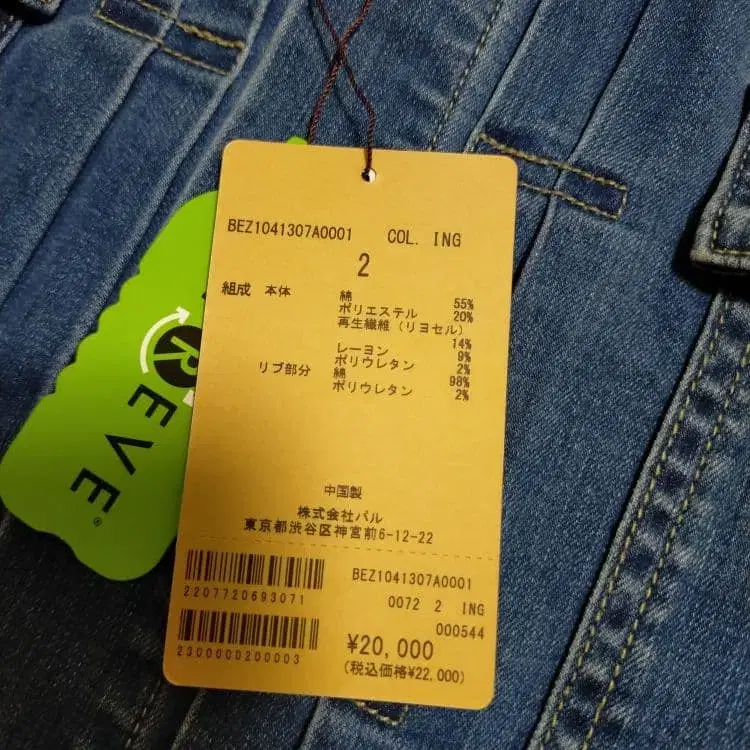 BEZ1041307A0001 COL. ING
2
組成 本体 綿 55%
ポリエステル 20%
再生繊維（リヨセル）
14%
レーヨン 9%
ポリウレタン 2%
リブ部分 綿 98%
ポリウレタン 2%
中国製
株式会社パル
東京都渋谷区神宮前6-12-22
2207720693071
BEZ1041307A0001
0072 2 ING
000544
2300000200003
¥20,000
(税込価格¥22,000)
REVE®